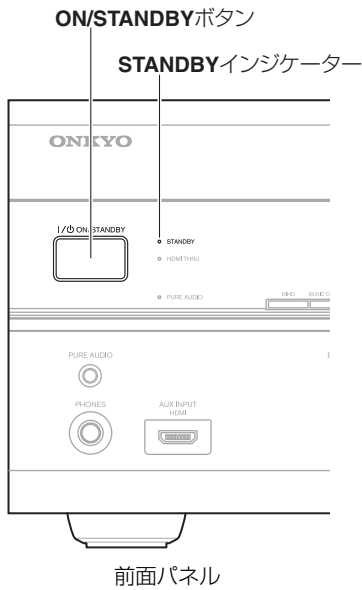 ON/STANDBYボタン
STANDBYインジケーター
ONKYO
I/⏻ ON/STANDBY
STANDBY
HDMI THRU
PURE AUDIO
RIHD
PURE AUDIO
PHONES
AUX INPUT
HDMI
前面パネル